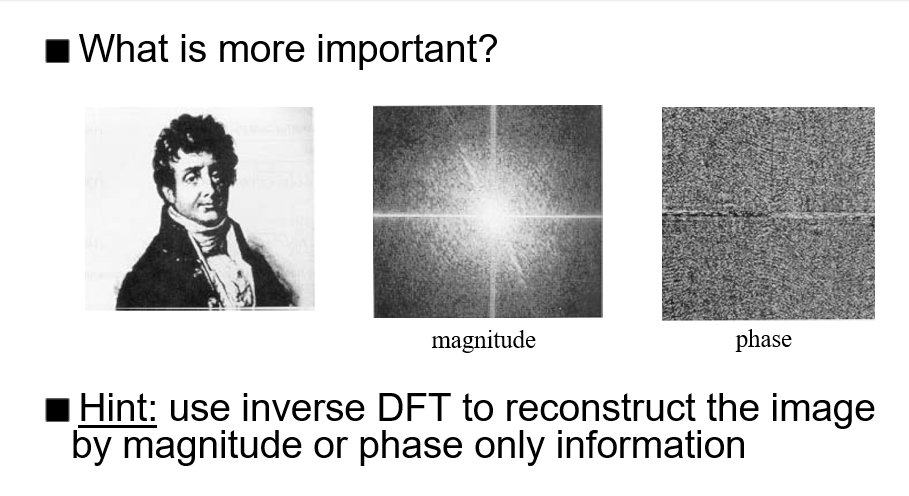 What is more important?
magnitude
phase
Hint: use inverse DFT to reconstruct the image
by magnitude or phase only information